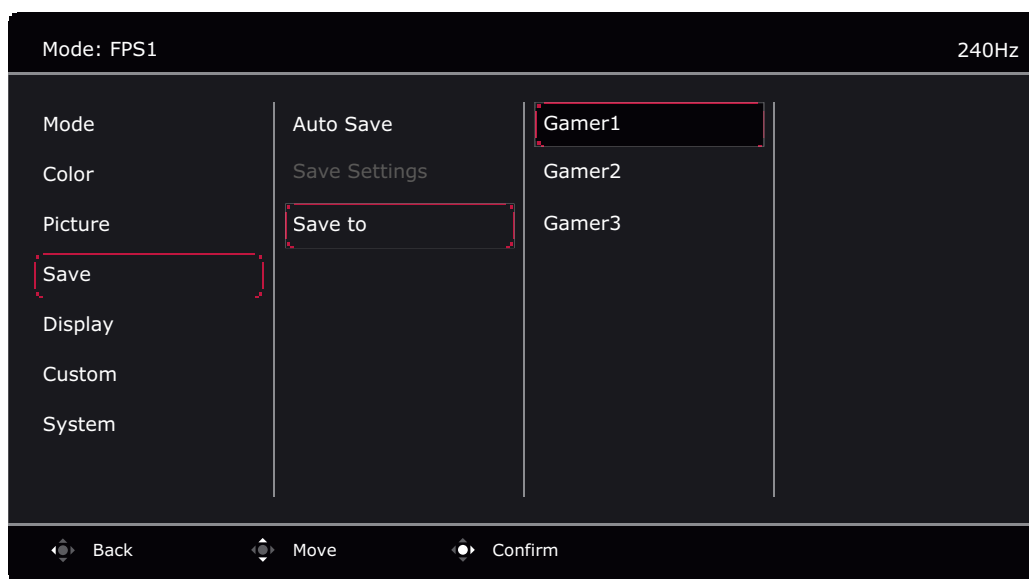 Mode: FPS1 240Hz
Mode
Color
Picture
Save
Display
Custom
System
Auto Save
Save Settings
Save to
Gamer1
Gamer2
Gamer3
Back Move Confirm